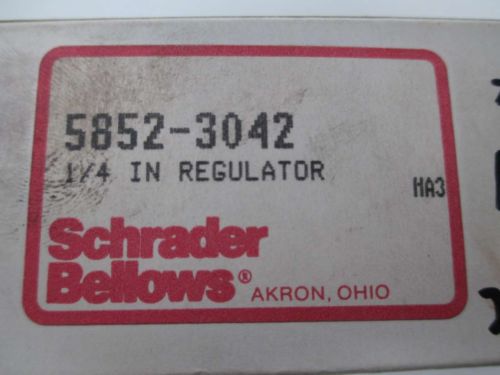 5852-3042
1/4 IN REGULATOR
HA3
Schrader
Bellows® AKRON, OHIO